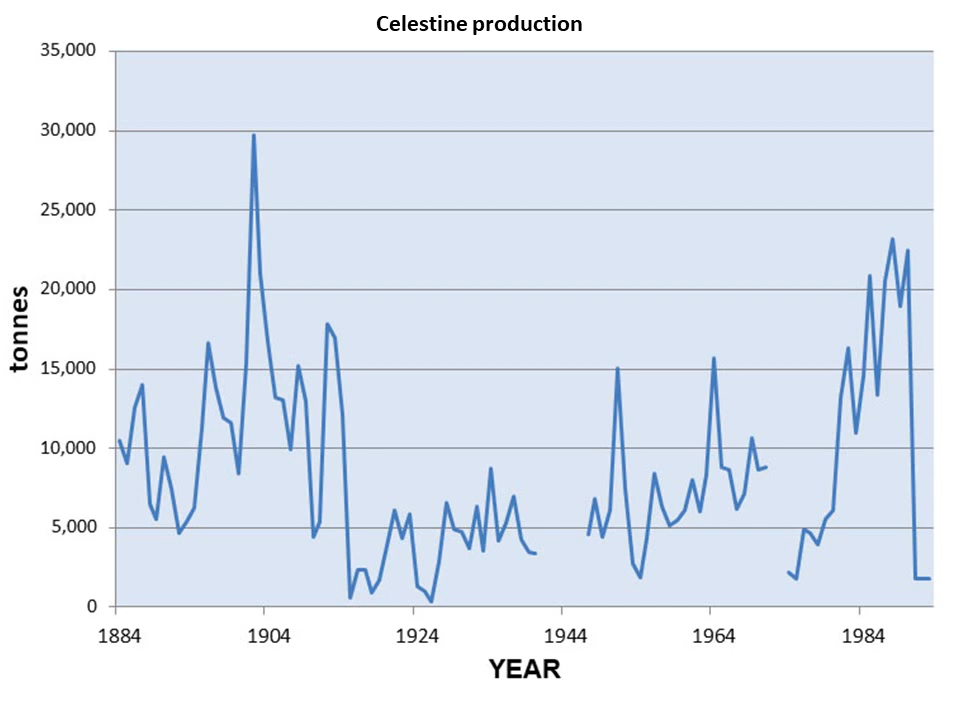 Celestine production
35,000
30,000
25,000
20,000
15,000
10,000
5,000
0
tonnes
1884 1904 1924 1944 1964 1984
YEAR